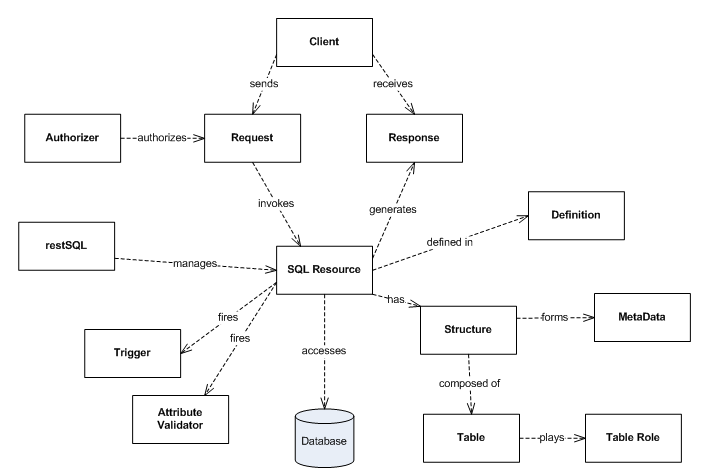 Client
sends
receives
Authorizer
authorizes
Request
Response
invokes
generates
Definition
restSQL
manages
SQL Resource
defined in
has
Structure
forms
MetaData
fires
fires
Trigger
accesses
composed of
Attribute
Validator
Database
Table
plays
Table Role